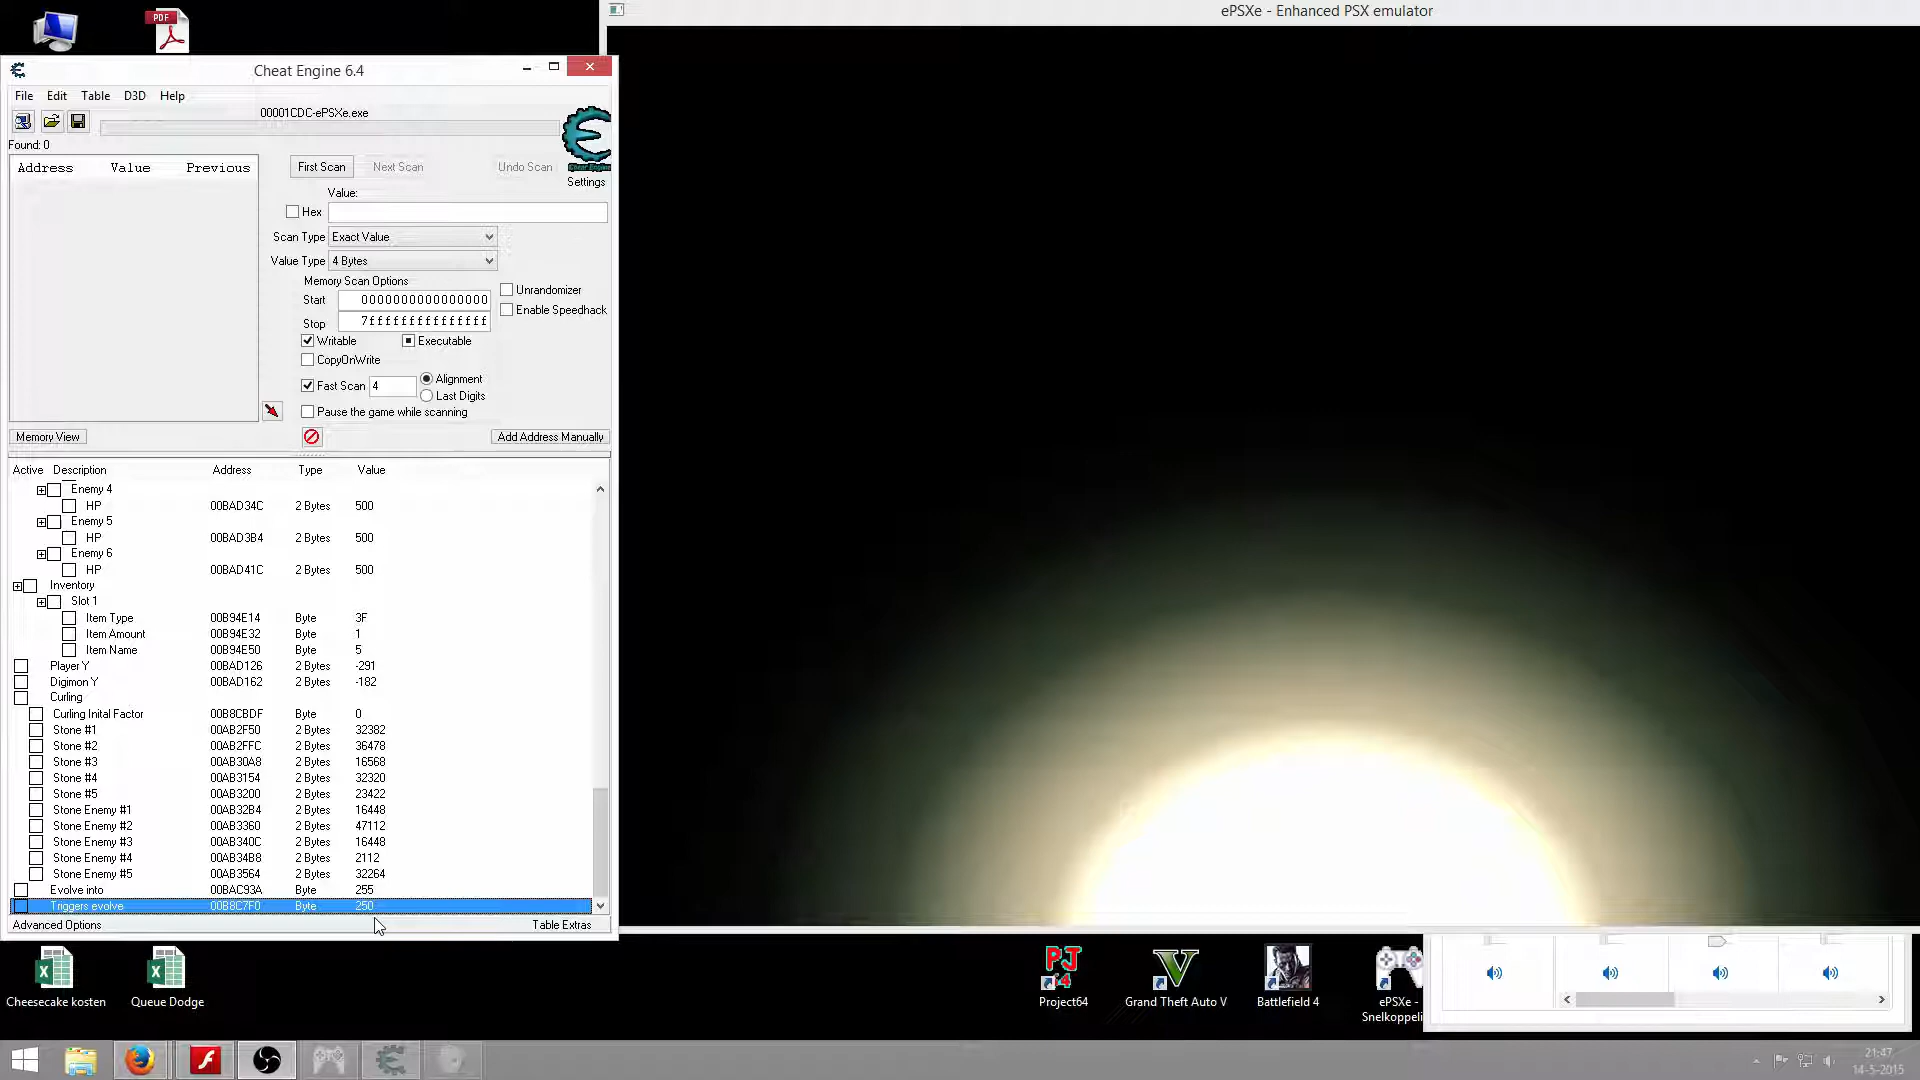 ePSXe - Enhanced PSX emulator
PDF
Cheat Engine 6.4
File Edit Table D3D Help
00001CDC-ePSXe.exe
Found: 0
Address Value Previous
First Scan Next Scan Undo Scan
Cheat Engine
Settings
Value:
Hex
Scan Type Exact Value
Value Type 4 Bytes
Memory Scan Options
Start 0000000000000000
Unrandomizer
Enable Speedhack
Stop 7fffffffffffffff
Writable Executable
CopyOnWrite
Fast Scan 4 Alignment
Last Digits
Pause the game while scanning
Memory View Add Address Manually
Active Description Address Type Value
Enemy 4
HP 00BAD34C 2 Bytes 500
Enemy 5
HP 00BAD3B4 2 Bytes 500
Enemy 6
HP 00BAD41C 2 Bytes 500
Inventory
Slot 1
Item Type 00B94E14 Byte 3F
Item Amount 00B94E32 Byte 1
Item Name 00B94E50 Byte 5
Player Y 00BAD126 2 Bytes -291
Digimon Y 00BAD162 2 Bytes -182
Curling
Curling Inital Factor 00B8CBDF Byte 0
Stone #1 00AB2F50 2 Bytes 32382
Stone #2 00AB2FFC 2 Bytes 36478
Stone #3 00AB30A8 2 Bytes 16568
Stone #4 00AB3154 2 Bytes 32320
Stone #5 00AB3200 2 Bytes 23422
Stone Enemy #1 00AB32B4 2 Bytes 16448
Stone Enemy #2 00AB3360 2 Bytes 47112
Stone Enemy #3 00AB340C 2 Bytes 16448
Stone Enemy #4 00AB34B8 2 Bytes 2112
Stone Enemy #5 00AB3564 2 Bytes 32264
Evolve into 00BAC93A Byte 255
Triggers evolve 00B8C7F0 Byte 250
Advanced Options Table Extras
Cheesecake kosten
Queue Dodge
Project64
Grand Theft Auto V
Battlefield 4
ePSXe -
Snelkoppeli
21:47
14-5-2015